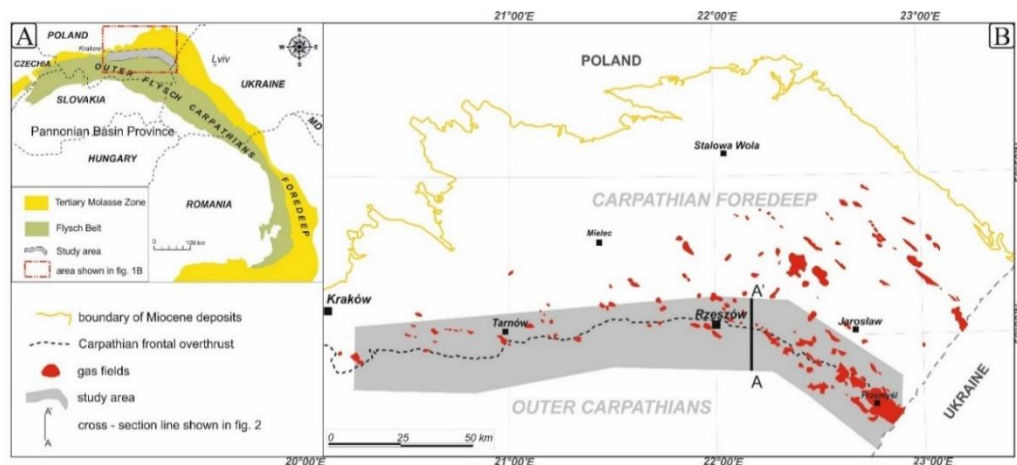 A
POLAND
Krakow
CZECHIA
Lviv
UKRAINE
OUTER FLYSCH CARPATHIANS
SLOVAKIA
Pannonian Basin Province
HUNGARY
MD
ROMANIA
FOREDEEP
100 km
Tertiary Molasse Zone
Flysch Belt
Study area
area shown in fig. 1B
boundary of Miocene deposits
Carpathian frontal overthrust
gas fields
study area
A'
A
cross - section line shown in fig. 2
21°00'E
22°00'E
23°00'E
B
POLAND
Stalowa Wola
CARPATHIAN FOREDEEP
Mielec
Kraków
A'
Rzeszów
Tarnów
Jarosław
A
Przemyśl
OUTER CARPATHIANS
UKRAINE
0 25 50 km
20°00'E
21°00'E
22°00'E
23°00'E